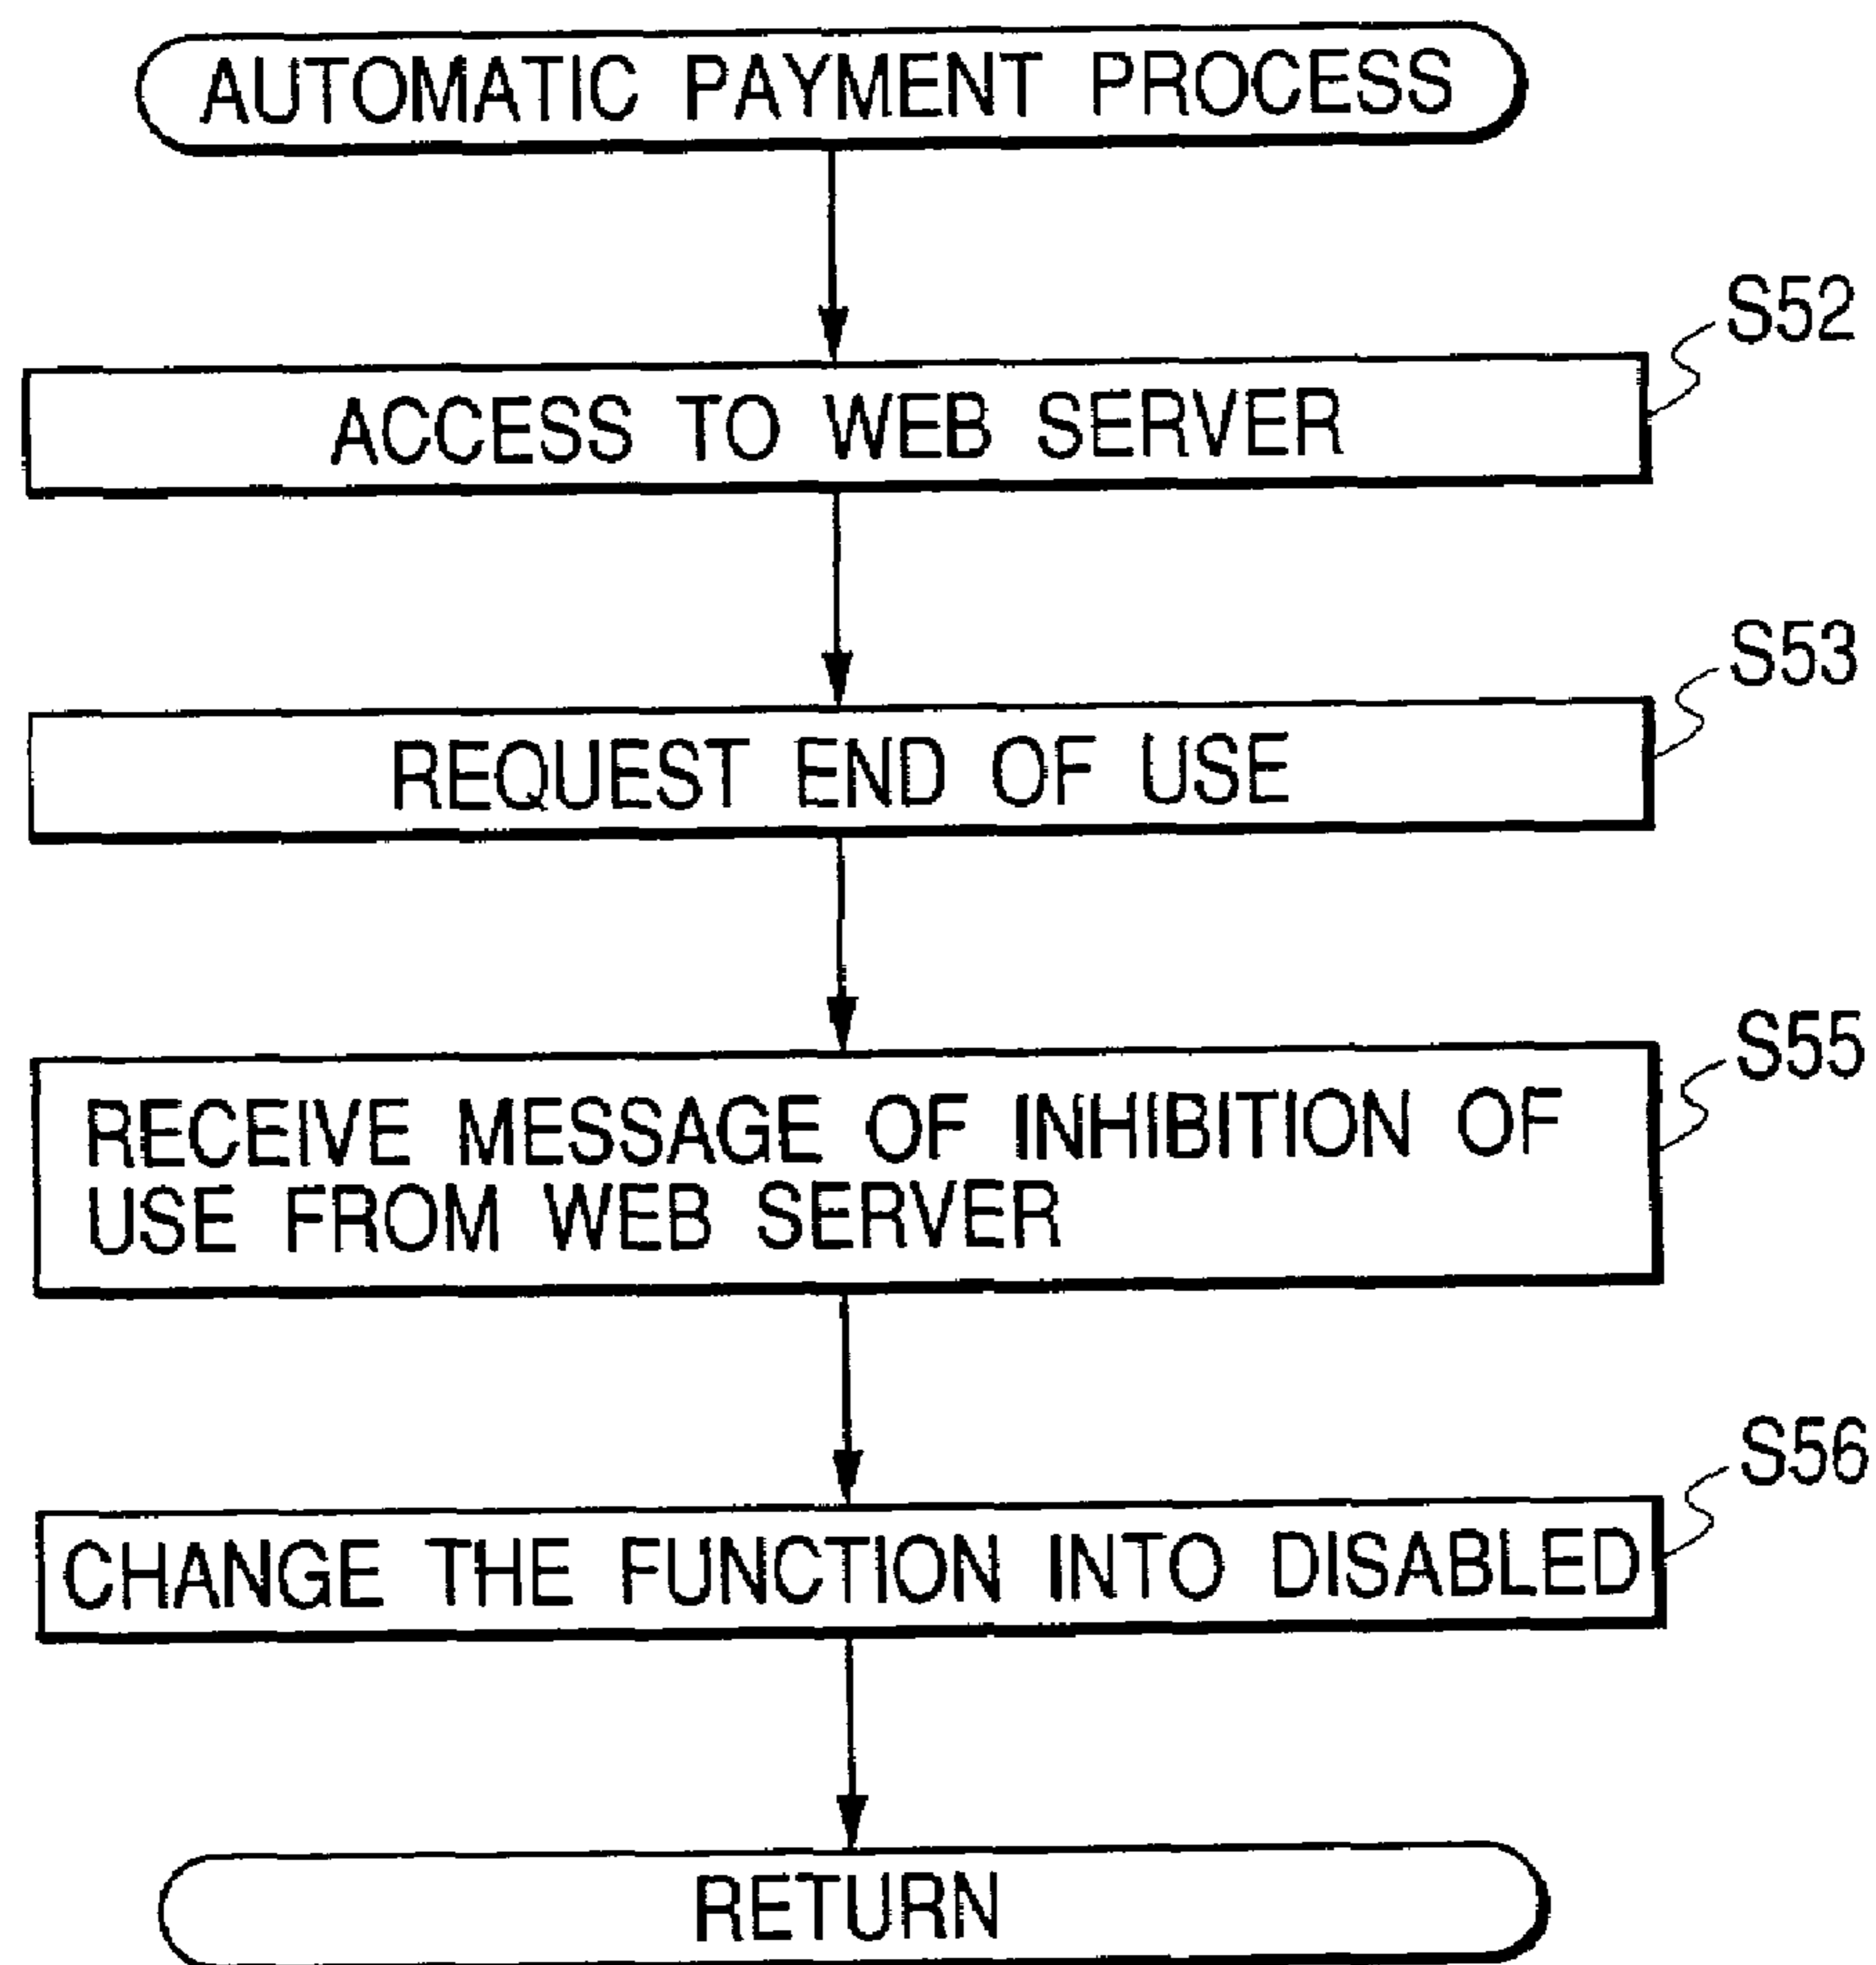 AUTOMATIC PAYMENT PROCESS
S52
ACCESS TO WEB SERVER
S53
REQUEST END OF USE
S55
RECEIVE MESSAGE OF INHIBITION OF
USE FROM WEB SERVER
S56
CHANGE THE FUNCTION INTO DISABLED
RETURN